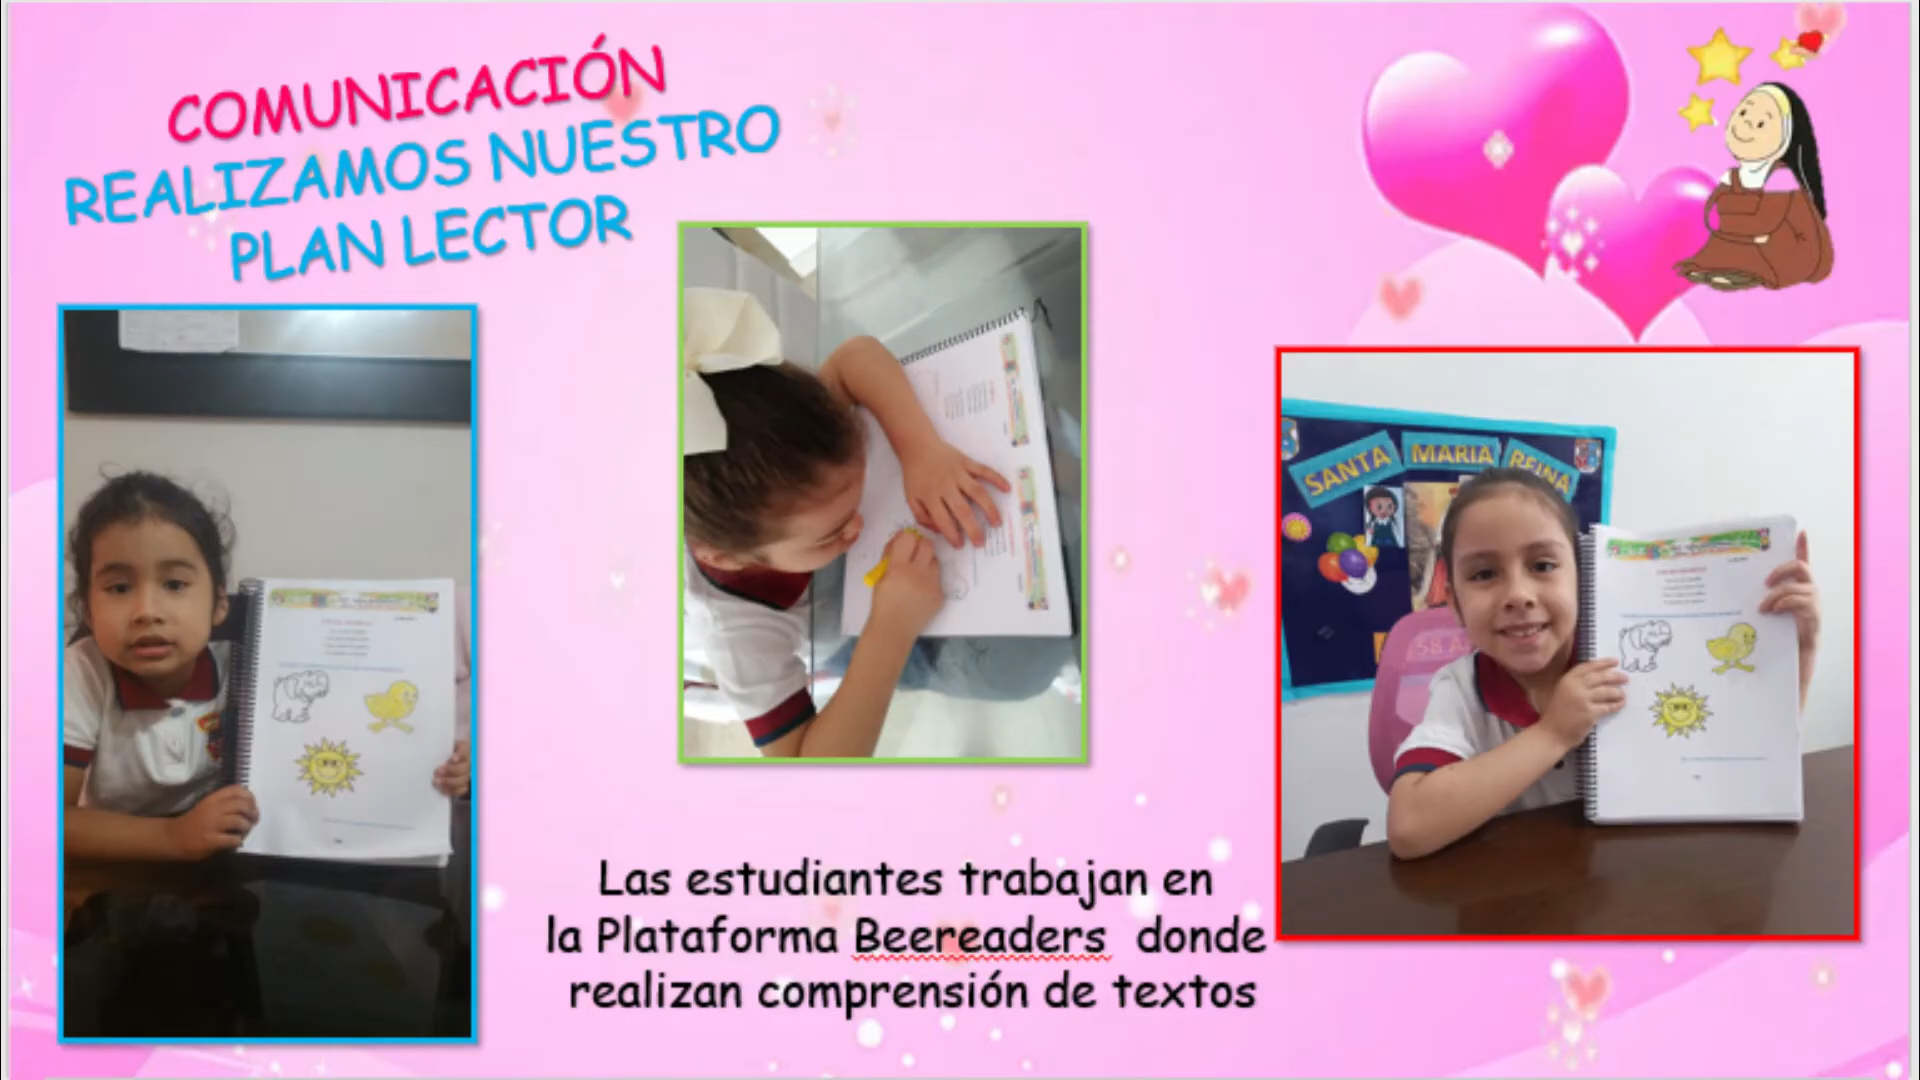 COMUNICACIÓN
REALIZAMOS NUESTRO
PLAN LECTOR
SANTA MARIA REINA
Las estudiantes trabajan en
la Plataforma Beereaders donde
realizan comprensión de textos